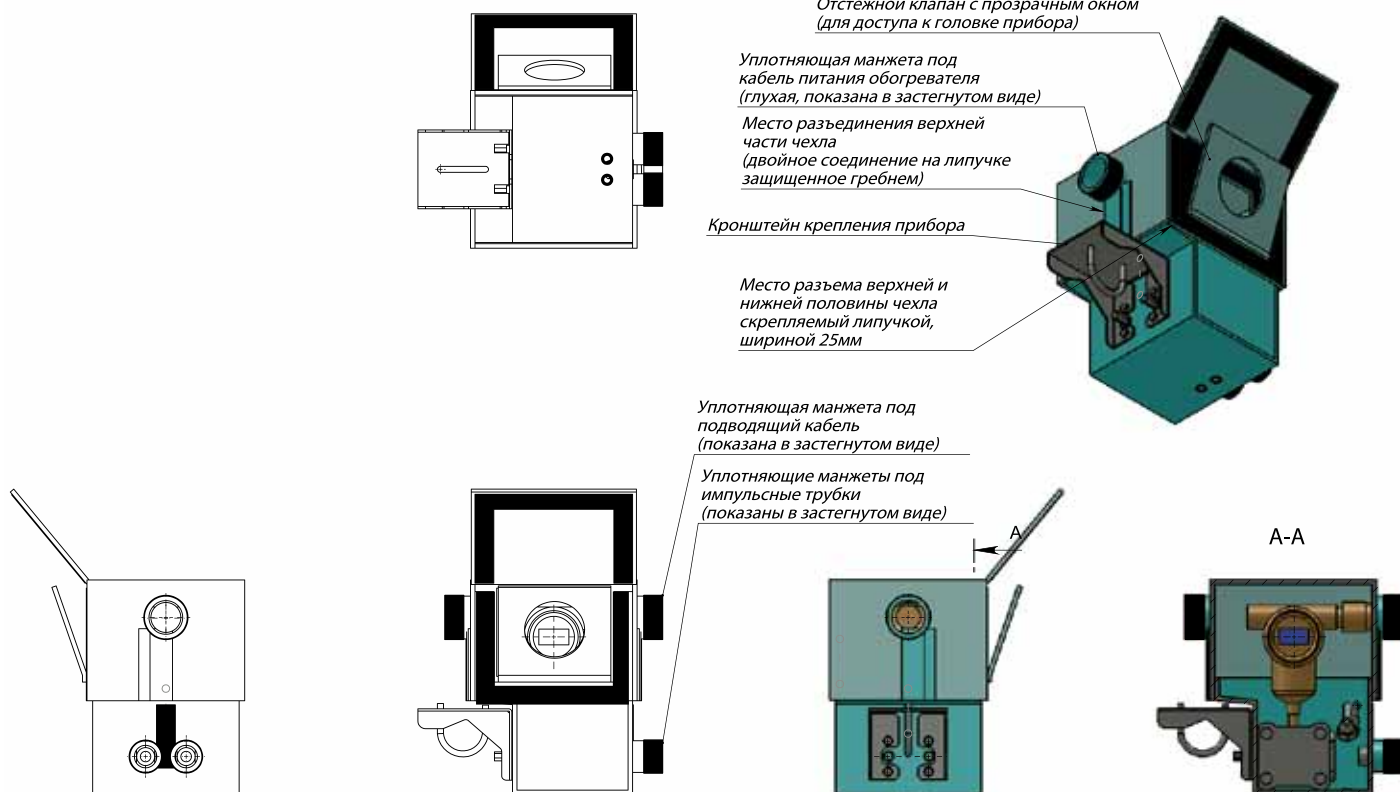 Отстежной клапан с прозрачным окном
(для доступа к головке прибора)
Уплотняющая манжета под
кабель питания обогревателя
(глухая, показана в застегнутом виде)
Место разъединения верхней
части чехла
(двойное соединение на липучке
защищенное гребнем)
Кронштейн крепления прибора
Место разъема верхней и
нижней половины чехла
скрепляемый липучкой,
шириной 25мм
Уплотняющая манжета под
подводящий кабель
(показана в застегнутом виде)
Уплотняющие манжеты под
импульсные трубки
(показаны в застегнутом виде)
А
А-А